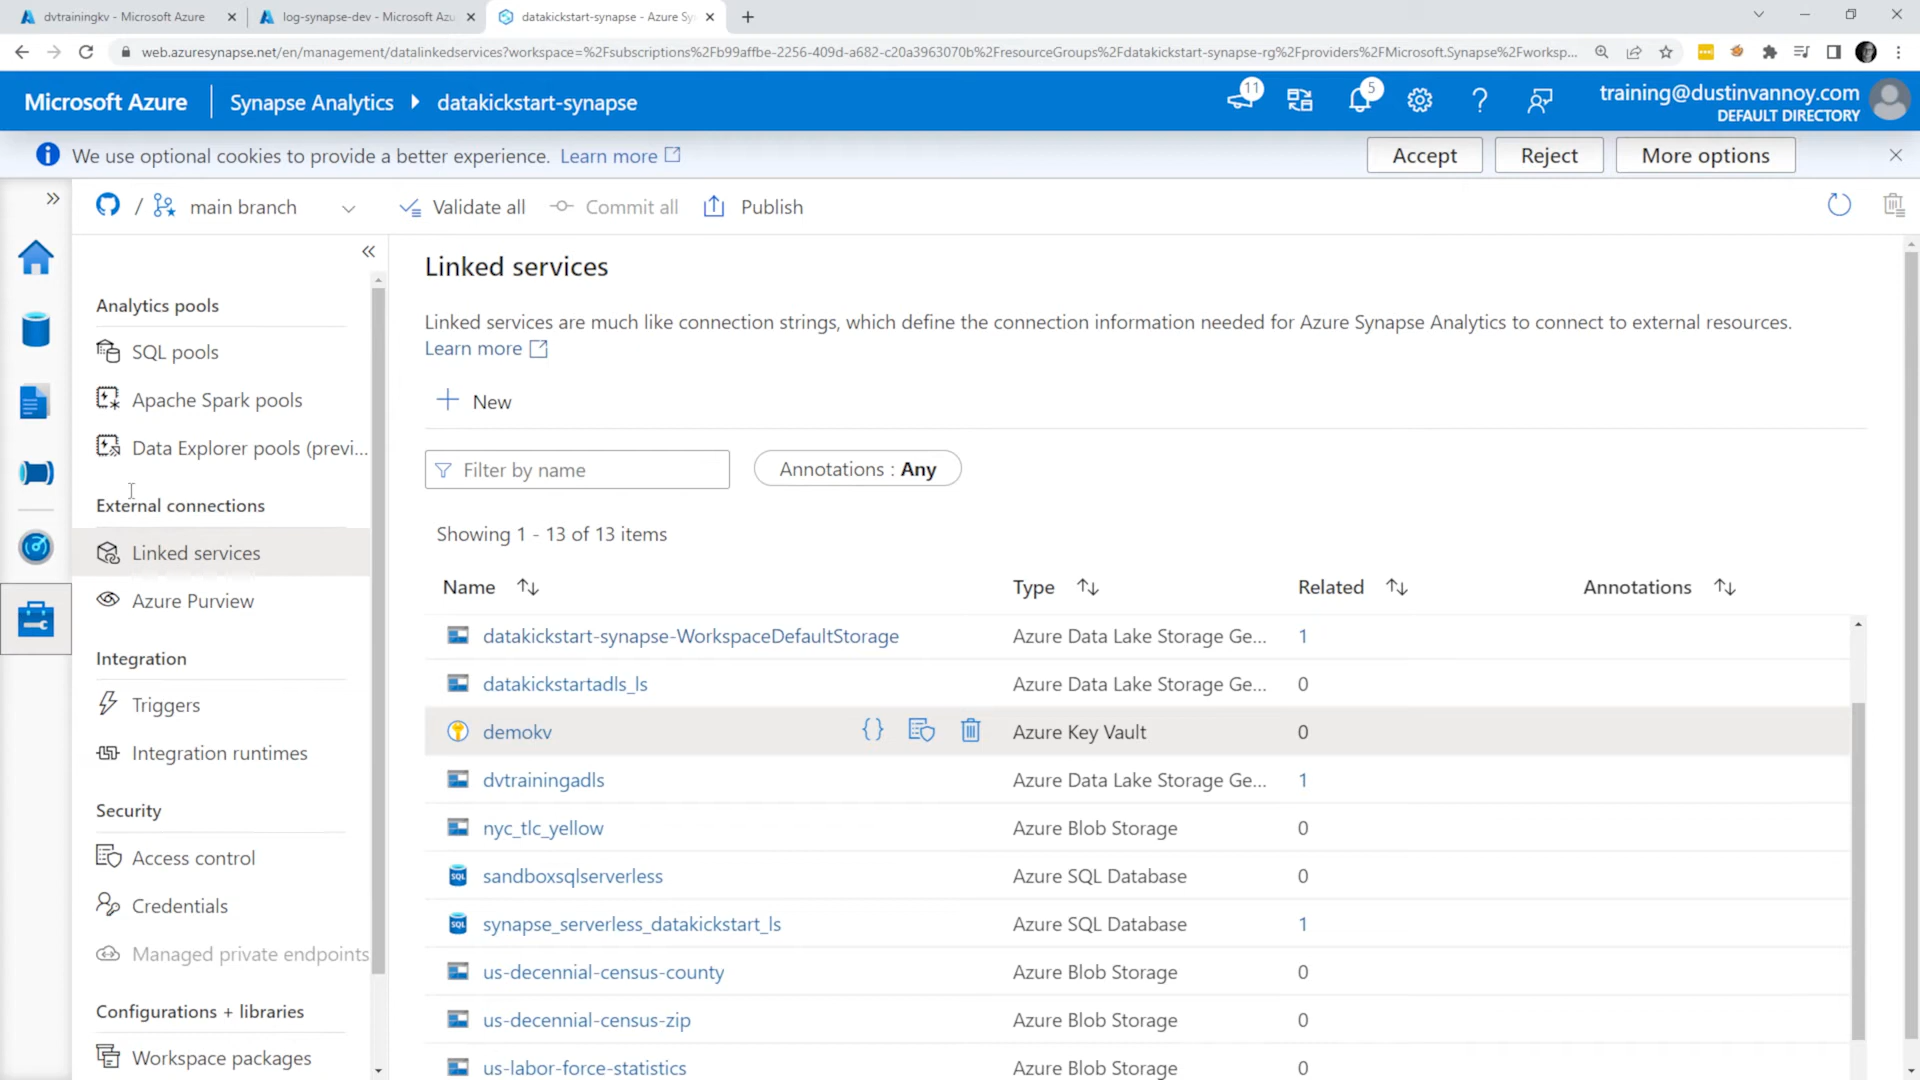 dvtrainingkv - Microsoft Azure
log-synapse-dev - Microsoft Azu
datakickstart-synapse - Azure Sy
web.azuresynapse.net/en/management/datalinkedservices?workspace=%2Fsubscriptions%2Fb99affbe-2256-409d-a682-c20a3963070b%2FresourceGroups%2Fdatakickstart-synapse-rg%2Fproviders%2FMicrosoft.Synapse%2Fworksp...
Microsoft Azure
Synapse Analytics
datakickstart-synapse
11
5
training@dustinvannoy.com
DEFAULT DIRECTORY
We use optional cookies to provide a better experience. Learn more
Accept
Reject
More options
/
main branch
Validate all
Commit all
Publish
Analytics pools
SQL pools
Apache Spark pools
Data Explorer pools (previ...
External connections
Linked services
Azure Purview
Integration
Triggers
Integration runtimes
Security
Access control
Credentials
Managed private endpoints
Configurations + libraries
Workspace packages
Linked services
Linked services are much like connection strings, which define the connection information needed for Azure Synapse Analytics to connect to external resources.
Learn more
New
Filter by name
Annotations : Any
Showing 1 - 13 of 13 items
Name Type Related Annotations
datakickstart-synapse-WorkspaceDefaultStorage Azure Data Lake Storage Ge... 1
datakickstartadls_ls Azure Data Lake Storage Ge... 0
demokv {} Azure Key Vault 0
dvtrainingadls Azure Data Lake Storage Ge... 1
nyc_tlc_yellow Azure Blob Storage 0
SQL sandboxsqlserverless Azure SQL Database 0
SQL synapse_serverless_datakickstart_ls Azure SQL Database 1
us-decennial-census-county Azure Blob Storage 0
us-decennial-census-zip Azure Blob Storage 0
us-labor-force-statistics Azure Blob Storage 0